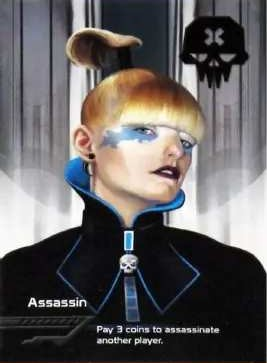 Assassin
Pay 3 coins to assassinate
another player.